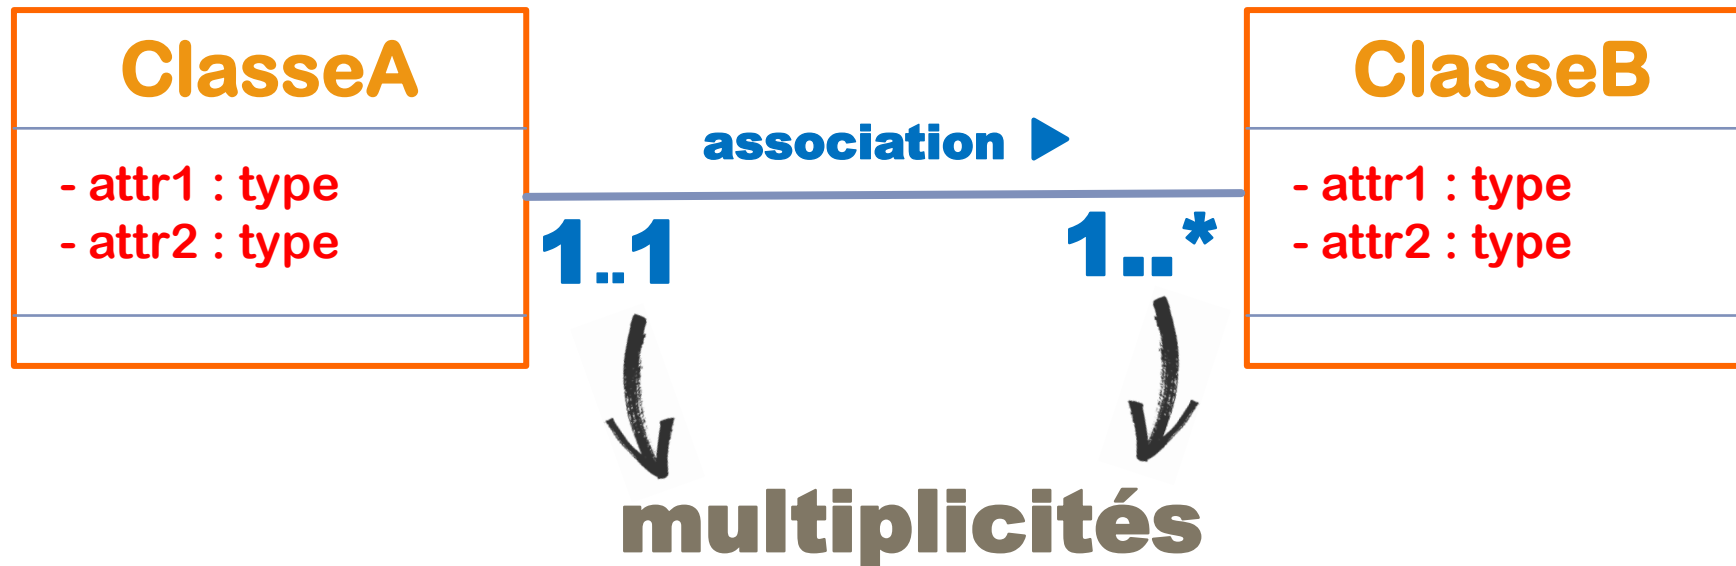 ClasseA
- attr1 : type
- attr2 : type
association ▶
1..1
1..*
ClasseB
- attr1 : type
- attr2 : type
multiplicités